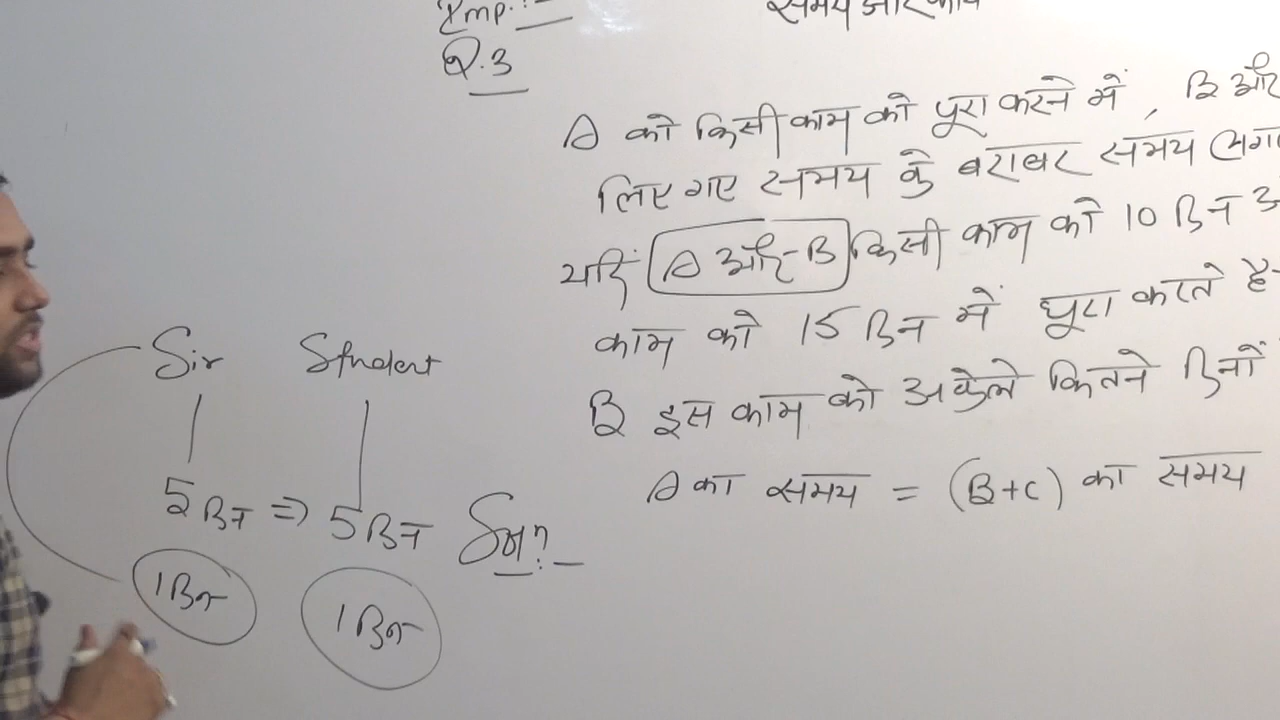 Imp.:-
समय और कार्य
Q.3
A को किसी काम को पूरा करने में, B और
लिए गए समय के बराबर समय लगा
यदि A और B किसी काम को 10 दिन
काम को 15 दिन में पूरा करते है
B इस काम को अकेले कितने दिनों
A का समय = (B+C) का समय
Sir Student
5 दिन ⇒ 5 दिन
1 दिन 1 दिन